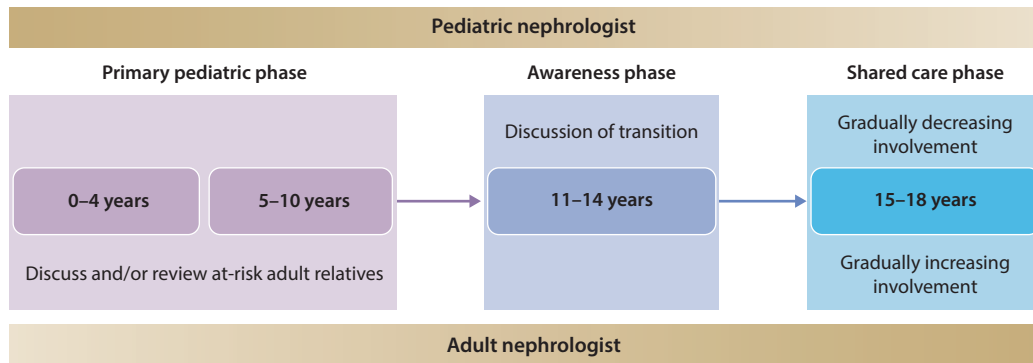 Pediatric nephrologist
Primary pediatric phase
Awareness phase
Shared care phase
Discussion of transition
Gradually decreasing
involvement
0–4 years
5–10 years
11–14 years
15–18 years
Discuss and/or review at-risk adult relatives
Gradually increasing
involvement
Adult nephrologist